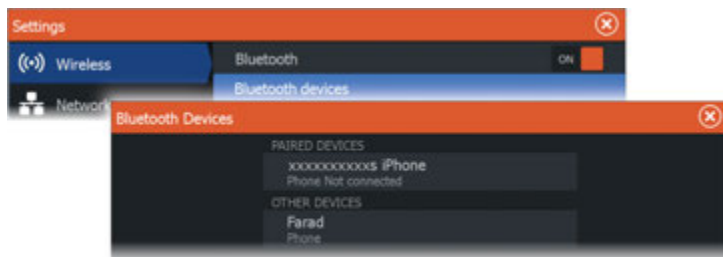 Settings
Wireless
Bluetooth
ON
Bluetooth devices
Network
Bluetooth Devices
PAIRED DEVICES
xxxxxxxxxxs iPhone
Phone Not connected
OTHER DEVICES
Farad
Phone